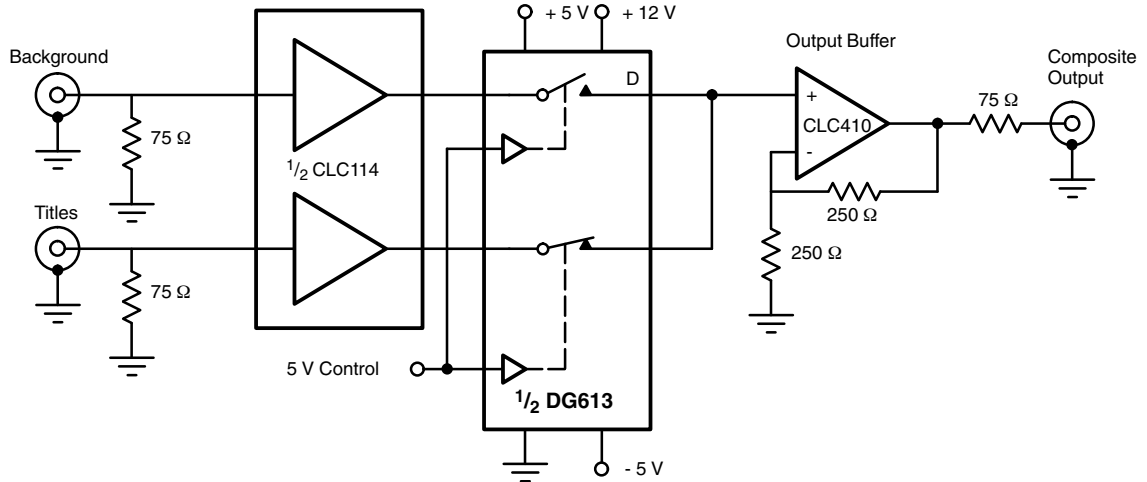 + 5 V
+ 12 V
Background
Output Buffer
Composite
Output
D
+
75 Ω
75 Ω
CLC410
1/2 CLC114
-
Titles
250 Ω
250 Ω
75 Ω
5 V Control
1/2 DG613
- 5 V